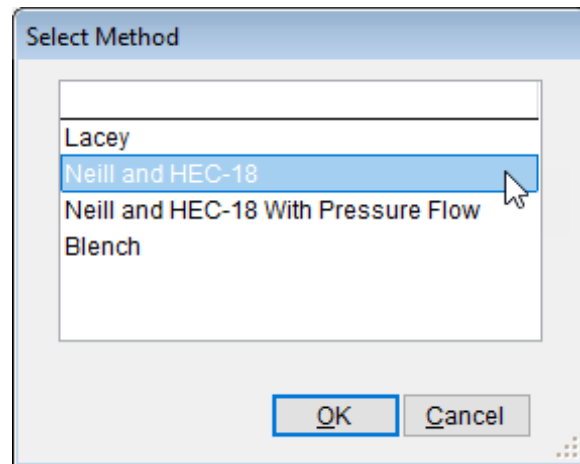 Select Method
Lacey
Neill and HEC-18
Neill and HEC-18 With Pressure Flow
Blench
OK
Cancel